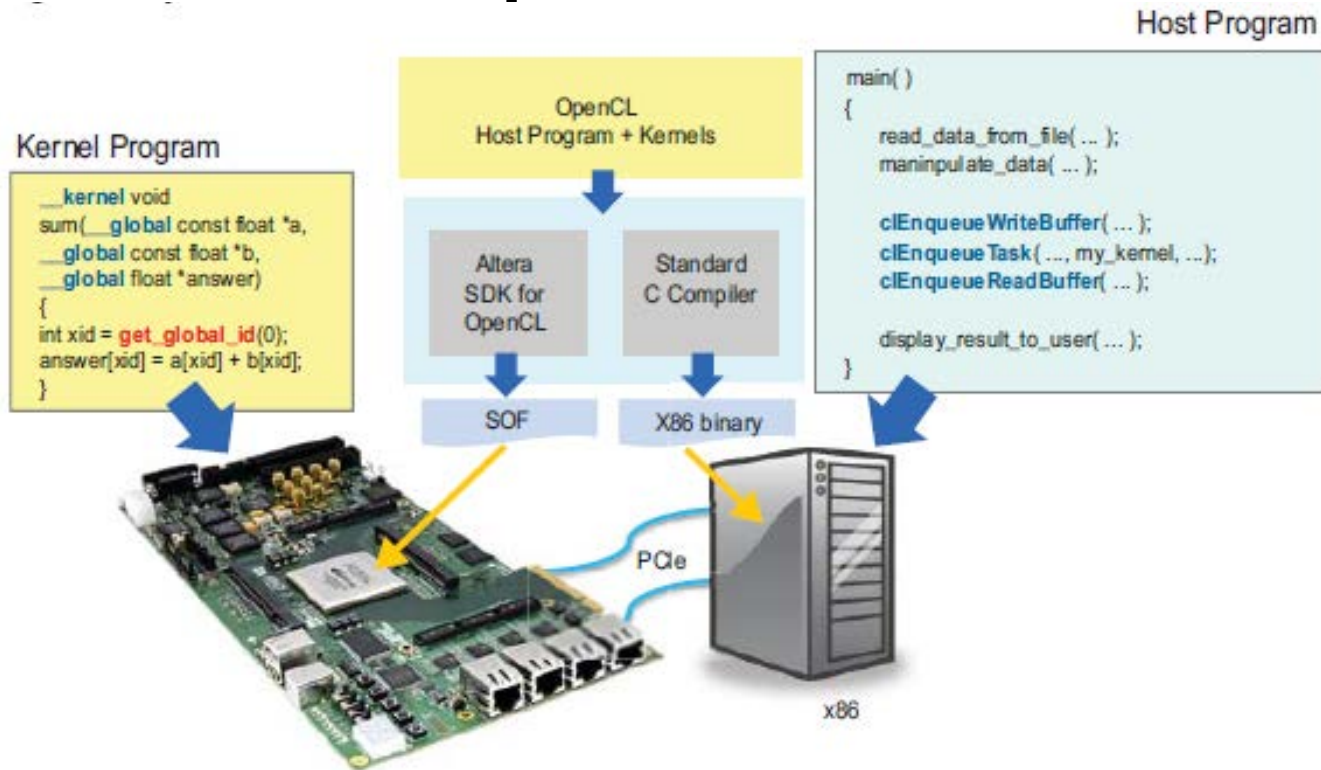 Host Program
OpenCL
Host Program + Kernels
main( )
{
read_data_from_file( ... );
maninpulate_data( ... );
clEnqueueWriteBuffer( ... );
clEnqueueTask( ..., my_kernel, ...);
clEnqueueReadBuffer( ... );
display_result_to_user( ... );
}
Kernel Program
__kernel void
sum(__global const float *a,
__global const float *b,
__global float *answer)
{
int xid = get_global_id(0);
answer[xid] = a[xid] + b[xid];
}
Altera
SDK for
OpenCL
Standard
C Compiler
SOF
X86 binary
PCIe
x86